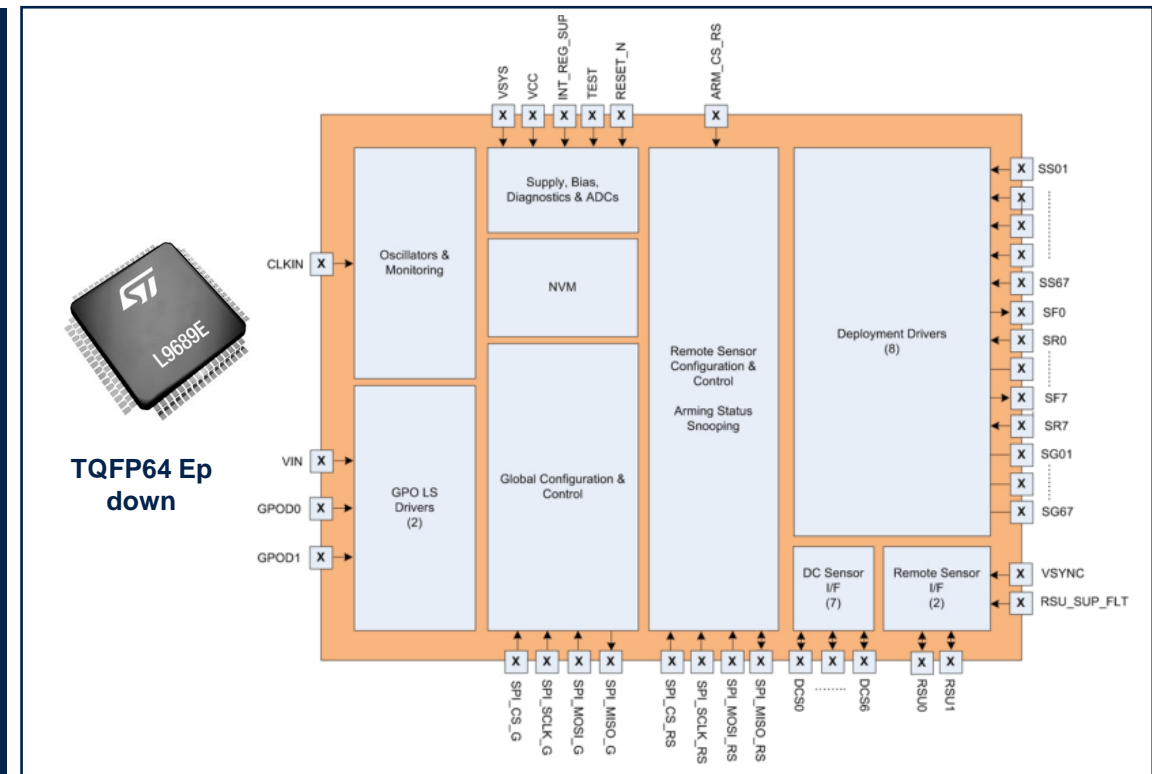 VSYS
VCC
INT_REG_SUP
TEST
RESET_N
ARM_CS_RS
X
X
X
X
X
X
Supply, Bias,
Diagnostics & ADCs
Oscillators &
Monitoring
NVM
CLKIN
X
Global Configuration &
Control
Remote Sensor
Configuration &
Control
Arming Status
Snooping
Deployment Drivers
(8)
X
SS01
X
X
X
X
SS67
X
SF0
X
SR0
X
X
SF7
X
SR7
X
SG01
X
X
SG67
ST
L9689E
TQFP64 Ep
down
VIN
X
GPOD0
X
GPOD1
X
GPO LS
Drivers
(2)
DC Sensor
I/F
(7)
Remote Sensor
I/F
(2)
X
VSYNC
X
RSU_SUP_FLT
X
X
X
X
X
X
X
X
X
X
X
X
X
SPI_CS_G
SPI_SCLK_G
SPI_MOSI_G
SPI_MISO_G
SPI_CS_RS
SPI_SCLK_RS
SPI_MOSI_RS
SPI_MISO_RS
DCS0
........
DCS6
RSU0
RSU1